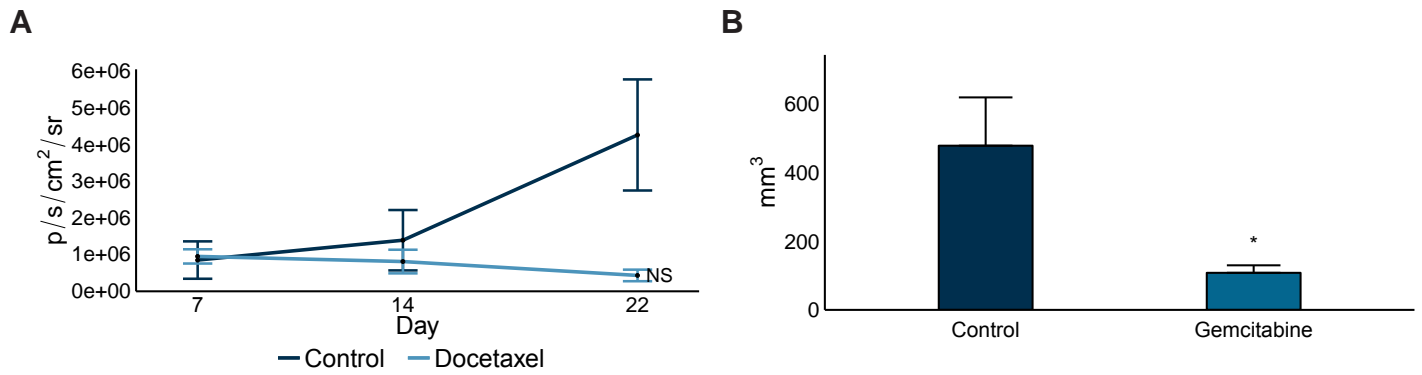 A
p/s/cm²/sr
6e+06
5e+06
4e+06
3e+06
2e+06
1e+06
0e+00
NS
7 14 22
Day
Control Docetaxel
B
mm³
600
400
200
0
*
Control Gemcitabine